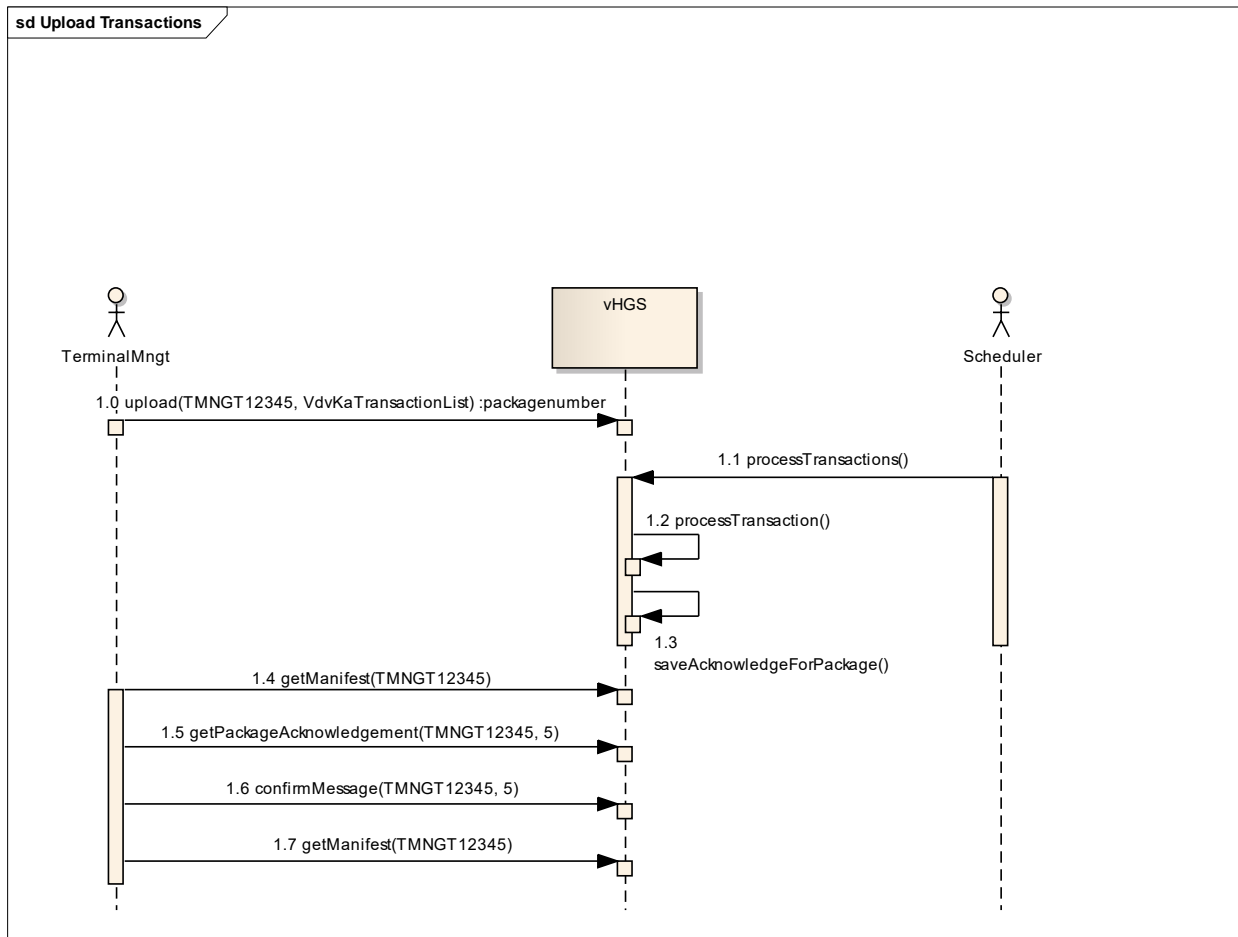 sd Upload Transactions
vHGS
TerminalMngt
Scheduler
1.0 upload(TMNGT12345, VdvKaTransactionList) :packagenumber
1.1 processTransactions()
1.2 processTransaction()
1.3
saveAcknowledgeForPackage()
1.4 getManifest(TMNGT12345)
1.5 getPackageAcknowledgement(TMNGT12345, 5)
1.6 confirmMessage(TMNGT12345, 5)
1.7 getManifest(TMNGT12345)